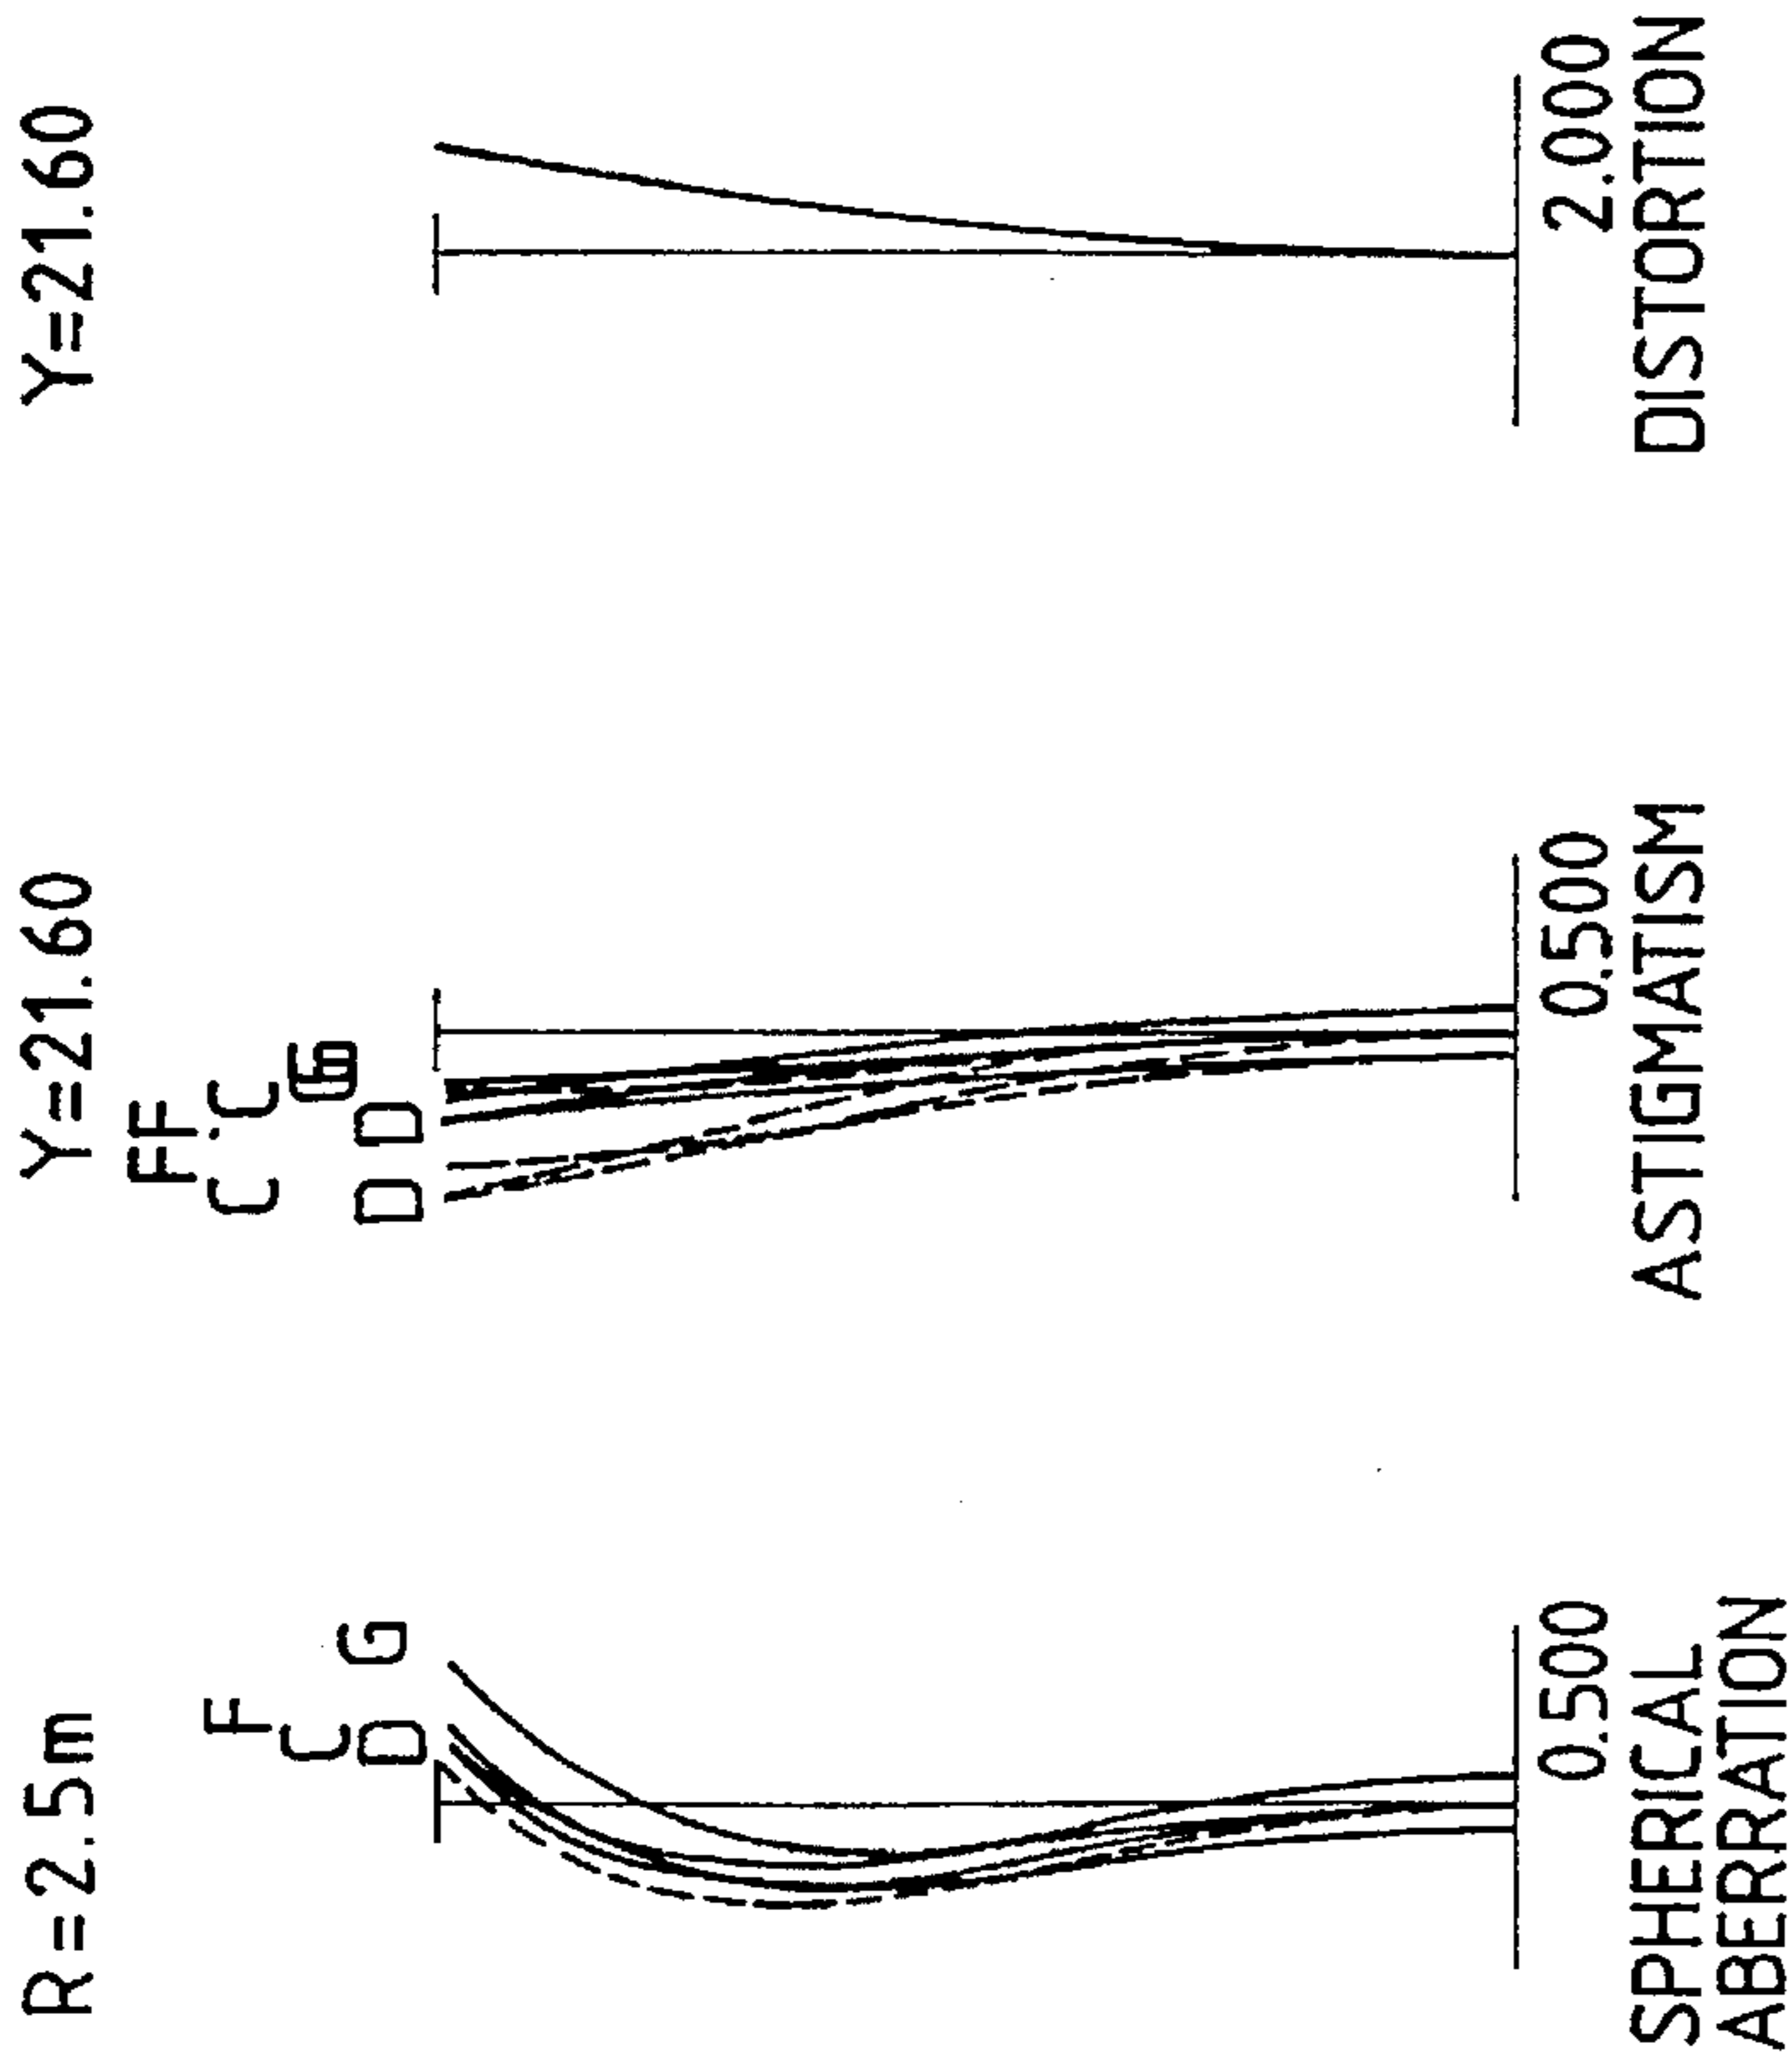 R=2.5m
F
C
G
D
0.500
SPHERICAL
ABERRATION
Y=21.60
FF
C C
D D
0.500
ASTIGMATISM
Y=21.60
2.000
DISTORTION